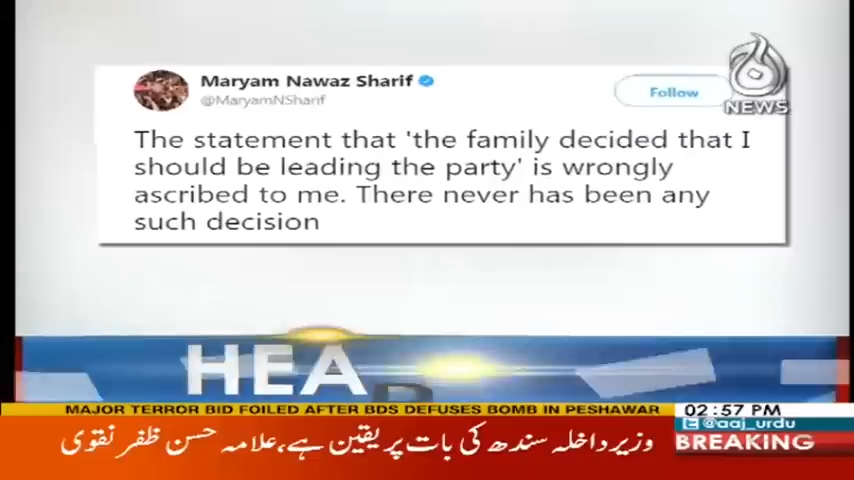 Maryam Nawaz Sharif
@MaryamNSharif
Follow
NEWS
The statement that 'the family decided that I
should be leading the party' is wrongly
ascribed to me. There never has been any
such decision
HEA
MAJOR TERROR BID FOILED AFTER BDS DEFUSES BOMB IN PESHAWAR
02:57 PM
@aaj_urdu
BREAKING
وزیرداخلہ سندھ کی بات پر یقین ہے،علامہ حسن ظفر نقوی